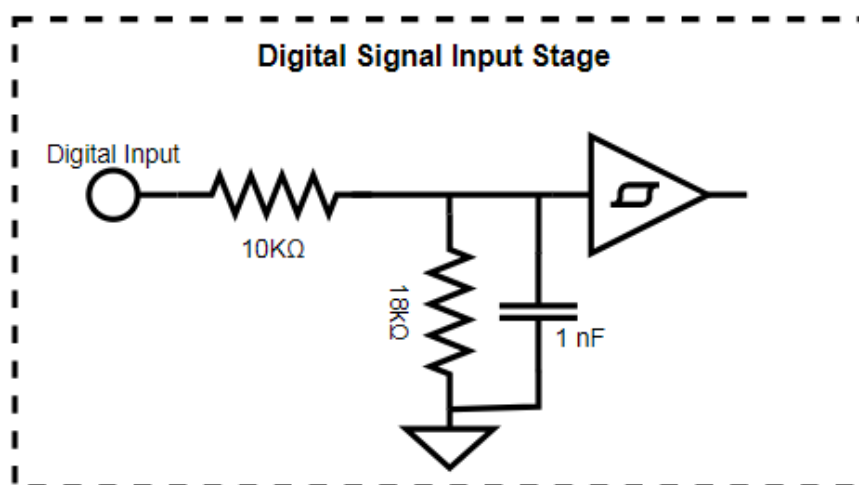 Digital Signal Input Stage
Digital Input
10KΩ
18KΩ
1 nF